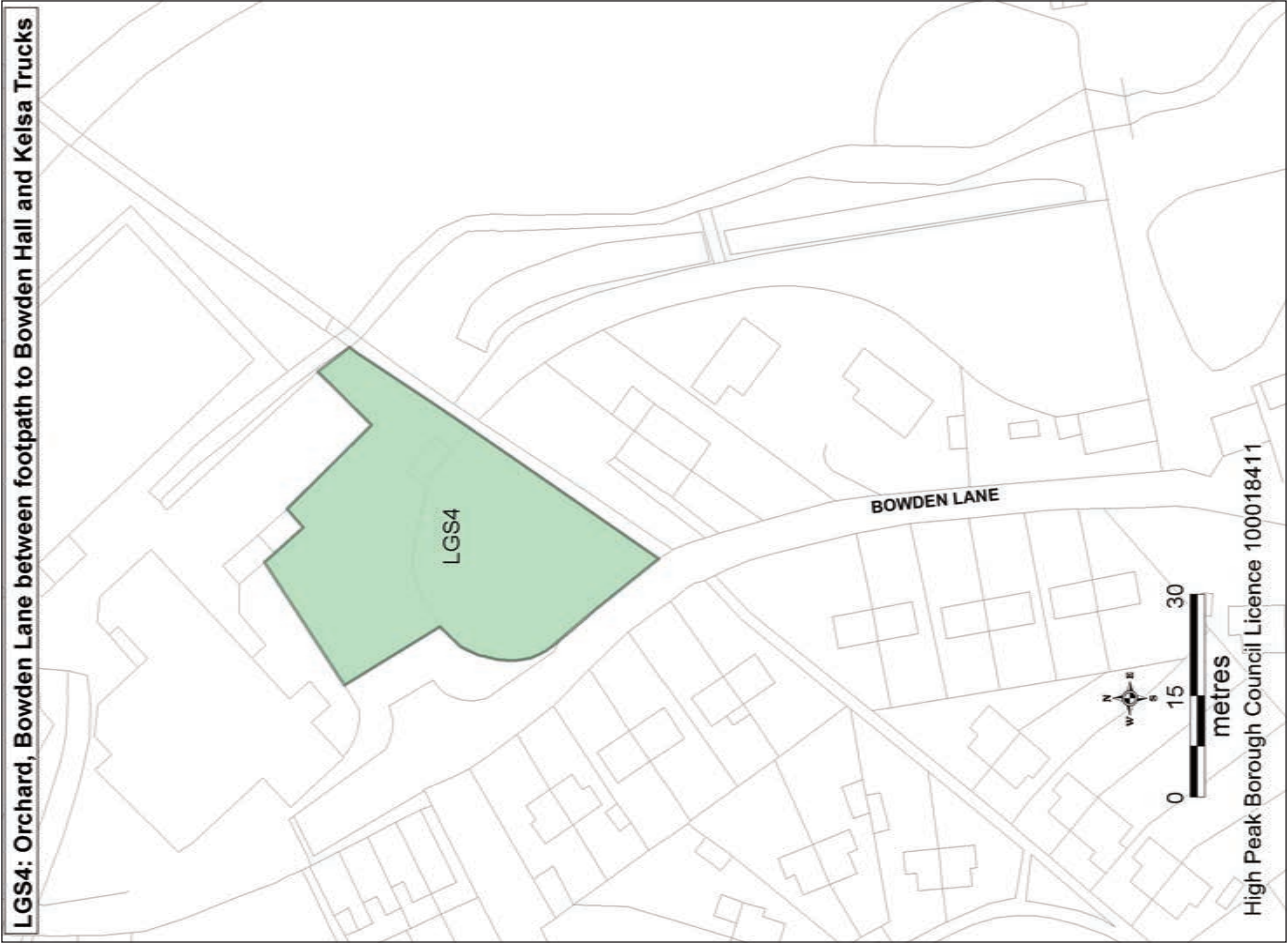 LGS4: Orchard, Bowden Lane between footpath to Bowden Hall and Kelsa Trucks
LGS4
BOWDEN LANE
N
W E
S
0 15 30
metres
High Peak Borough Council Licence 100018411